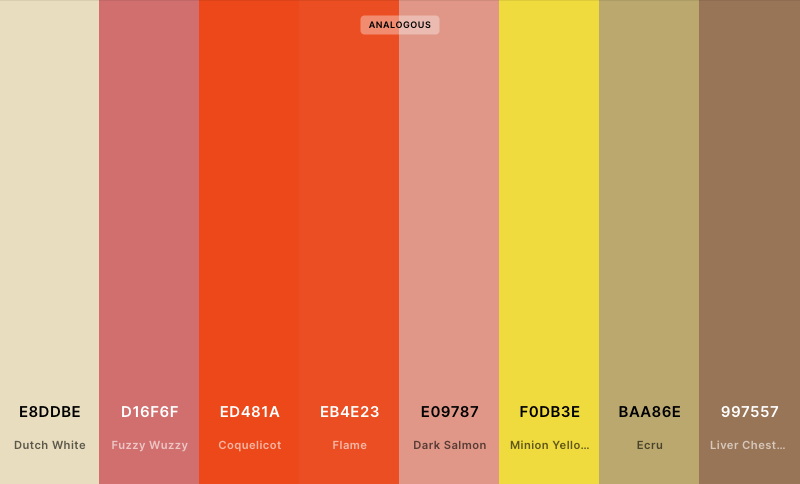 ANALOGOUS
E8DDBE
Dutch White
D16F6F
Fuzzy Wuzzy
ED481A
Coquelicot
EB4E23
Flame
E09787
Dark Salmon
F0DB3E
Minion Yello...
BAA86E
Ecru
997557
Liver Chest...